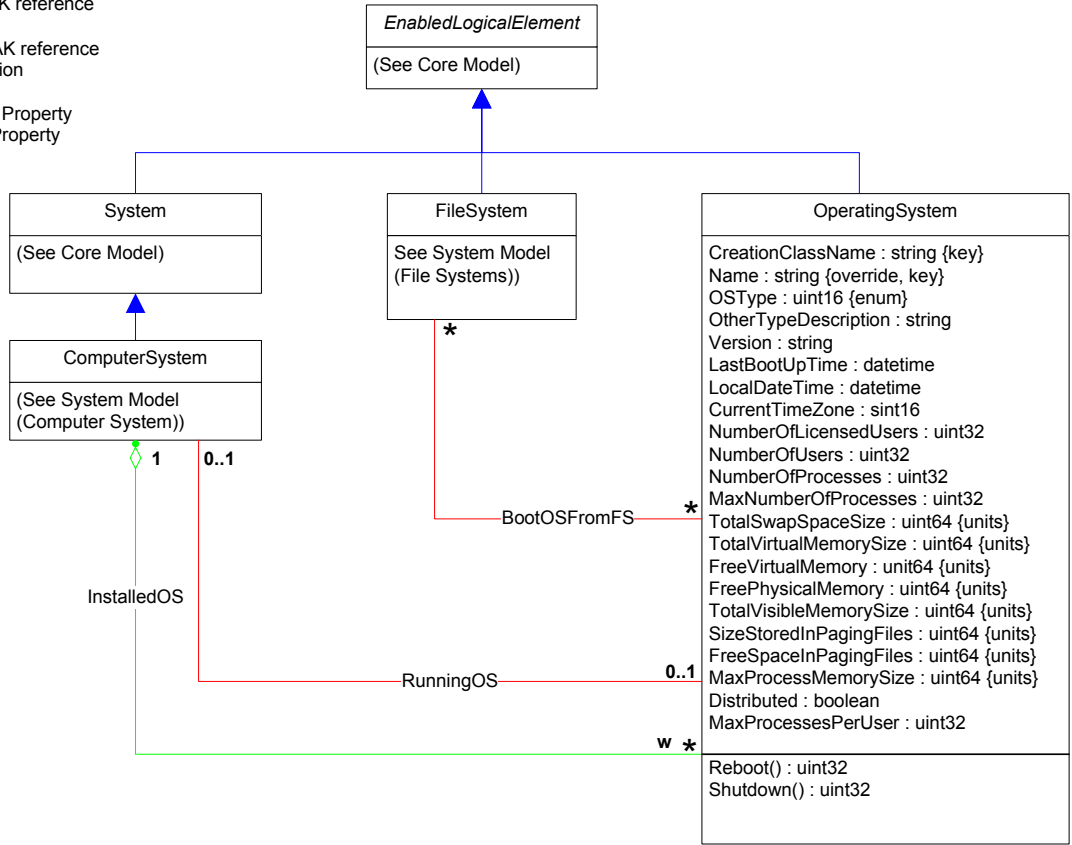 K reference
AK reference
ion
Property
Property
EnabledLogicalElement
(See Core Model)
System
(See Core Model)
FileSystem
See System Model
(File Systems))
ComputerSystem
(See System Model
(Computer System))
1
0..1
*
BootOSFromFS
*
InstalledOS
RunningOS
0..1
w *
OperatingSystem
CreationClassName : string {key}
Name : string {override, key}
OSType : uint16 {enum}
OtherTypeDescription : string
Version : string
LastBootUpTime : datetime
LocalDateTime : datetime
CurrentTimeZone : sint16
NumberOfLicensedUsers : uint32
NumberOfUsers : uint32
NumberOfProcesses : uint32
MaxNumberOfProcesses : uint32
TotalSwapSpaceSize : uint64 {units}
TotalVirtualMemorySize : uint64 {units}
FreeVirtualMemory : unit64 {units}
FreePhysicalMemory : uint64 {units}
TotalVisibleMemorySize : uint64 {units}
SizeStoredInPagingFiles : uint64 {units}
FreeSpaceInPagingFiles : uint64 {units}
MaxProcessMemorySize : uint64 {units}
Distributed : boolean
MaxProcessesPerUser : uint32
Reboot() : uint32
Shutdown() : uint32